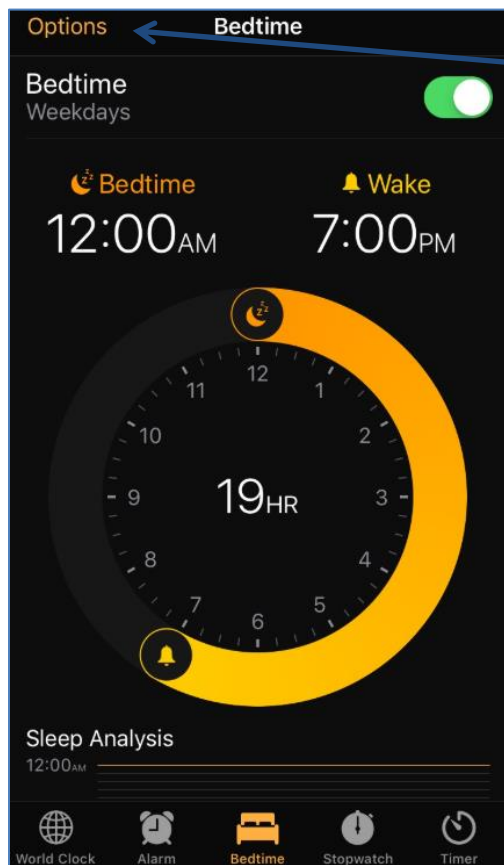 Options Bedtime
Bedtime
Weekdays
Bedtime Wake
12:00AM 7:00PM
12
11 1
10 2
9 19HR 3
8 4
7 5
6
Sleep Analysis
12:00AM
World Clock Alarm Bedtime Stopwatch Timer